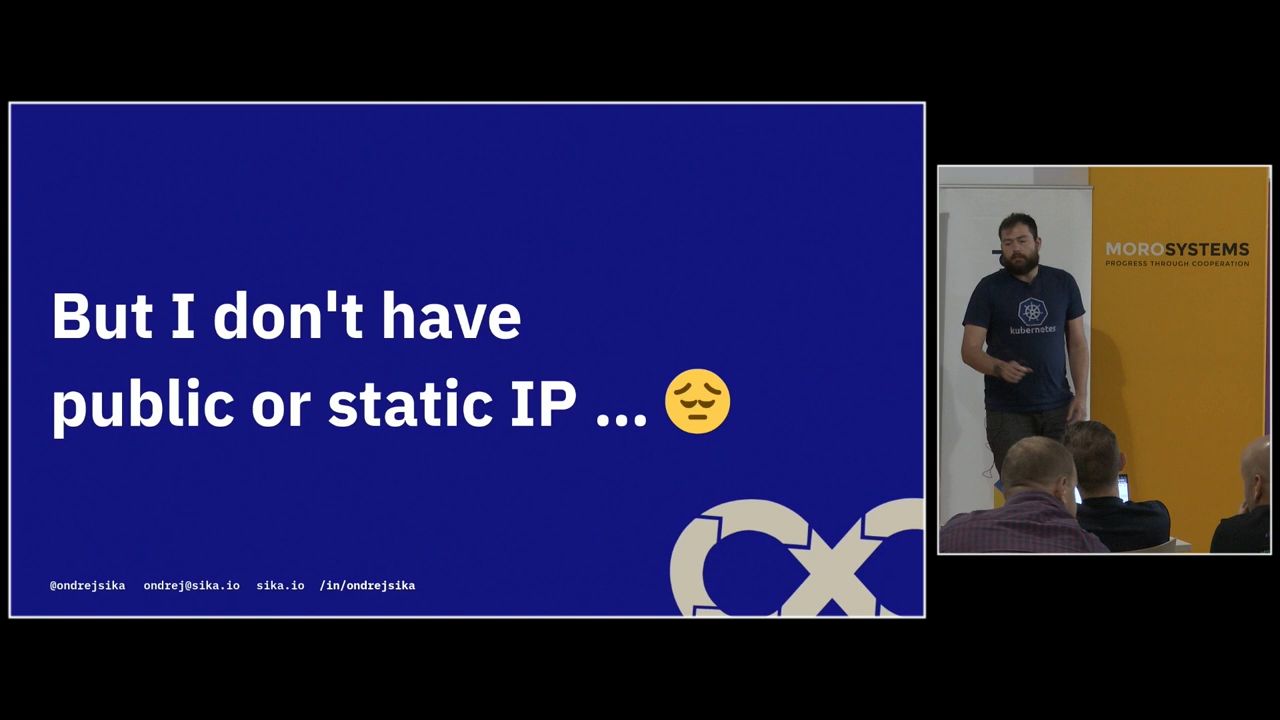 But I don't have
public or static IP ... 😔
@ondrejsika ondrej@sika.io sika.io /in/ondrejsika
MOROSYSTEMS
PROGRESS THROUGH COOPERATION
kubernetes